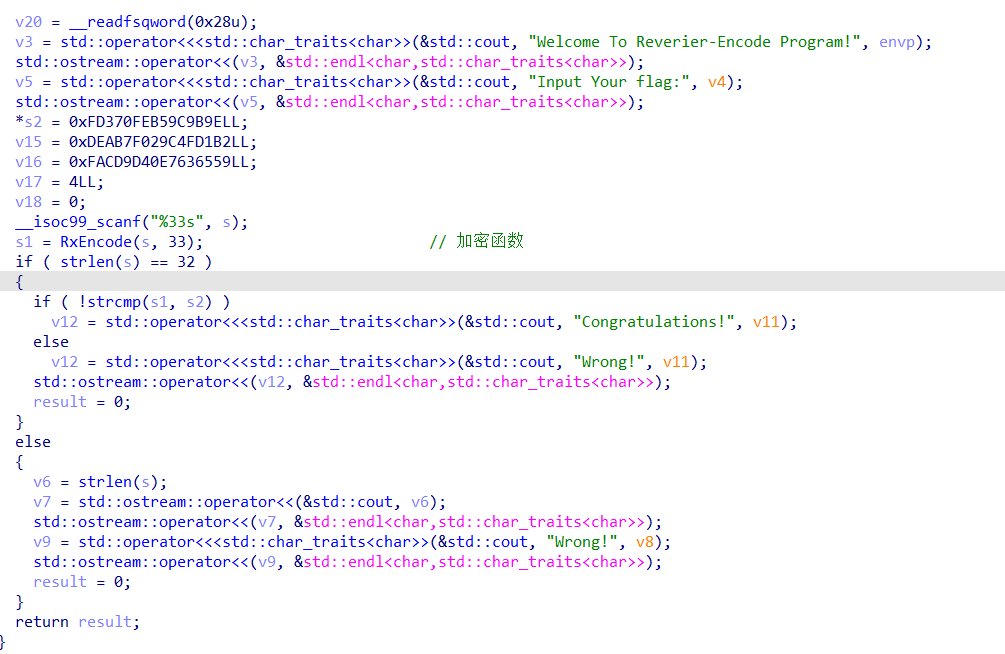 v20 = __readfsqword(0x28u);
v3 = std::operator<<<std::char_traits<char>>(&std::cout, "Welcome To Reverier-Encode Program!", envp);
std::ostream::operator<<(v3, &std::endl<char,std::char_traits<char>>);
v5 = std::operator<<<std::char_traits<char>>(&std::cout, "Input Your flag:", v4);
std::ostream::operator<<(v5, &std::endl<char,std::char_traits<char>>);
*s2 = 0xFD370FEB59C9B9ELL;
v15 = 0xDEAB7F029C4FD1B2LL;
v16 = 0xFACD9D40E7636559LL;
v17 = 4LL;
v18 = 0;
__isoc99_scanf("%33s", s);
s1 = RxEncode(s, 33); // 加密函数
if ( strlen(s) == 32 )
{
if ( !strcmp(s1, s2) )
v12 = std::operator<<<std::char_traits<char>>(&std::cout, "Congratulations!", v11);
else
v12 = std::operator<<<std::char_traits<char>>(&std::cout, "Wrong!", v11);
std::ostream::operator<<(v12, &std::endl<char,std::char_traits<char>>);
result = 0;
}
else
{
v6 = strlen(s);
v7 = std::ostream::operator<<(&std::cout, v6);
std::ostream::operator<<(v7, &std::endl<char,std::char_traits<char>>);
v9 = std::operator<<<std::char_traits<char>>(&std::cout, "Wrong!", v8);
std::ostream::operator<<(v9, &std::endl<char,std::char_traits<char>>);
result = 0;
}
return result;
}